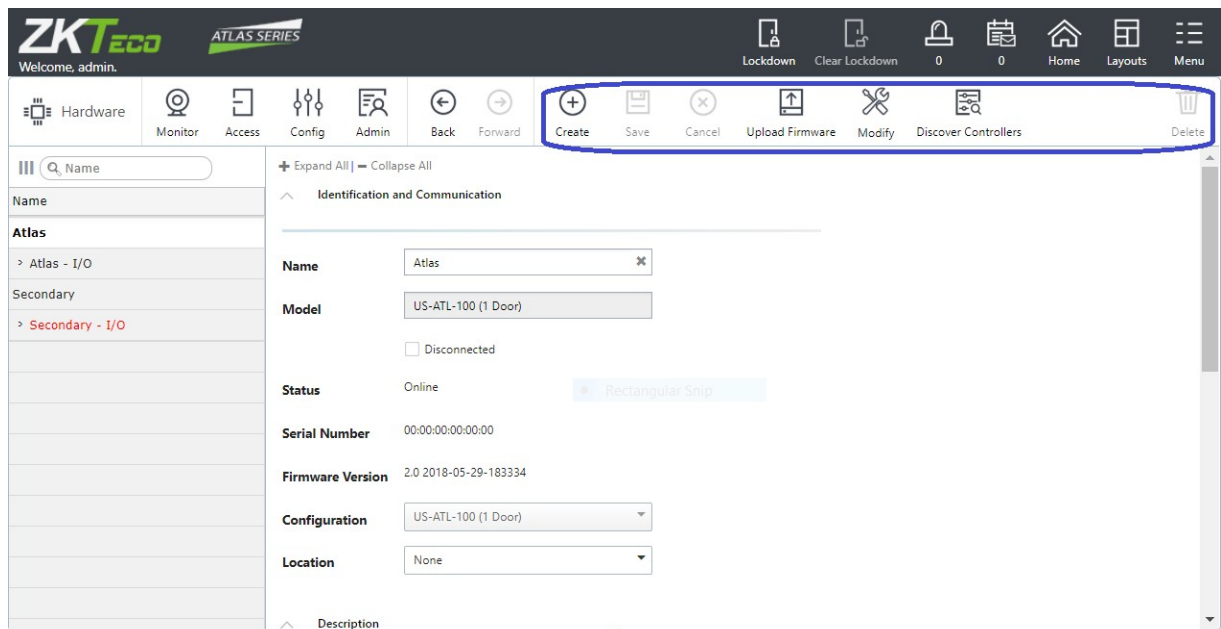 ZKTECO ATLAS SERIES
Welcome, admin.
Lockdown Clear Lockdown 0 0 Home Layouts Menu
Hardware Monitor Access Config Admin Back Forward Create Save Cancel Upload Firmware Modify Discover Controllers Delete
Name
Expand All | Collapse All
Name
Identification and Communication
Atlas
Atlas - I/O
Secondary
Secondary - I/O
Name Atlas
Model US-ATL-100 (1 Door)
Disconnected
Status Online
Rectangular Snip
Serial Number 00:00:00:00:00:00
Firmware Version 2.0 2018-05-29-183334
Configuration US-ATL-100 (1 Door)
Location None
Description